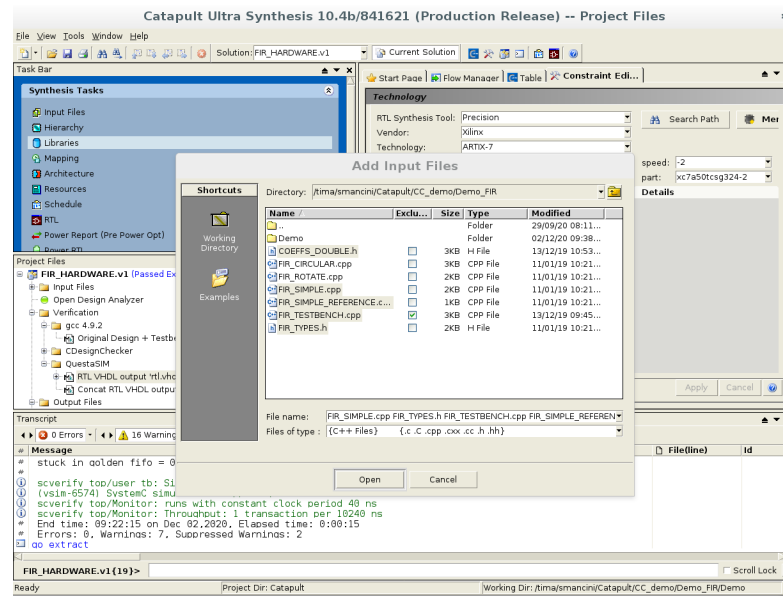 Catapult Ultra Synthesis 10.4b/841621 (Production Release) -- Project Files
File View Tools Window Help
Solution: FIR_HARDWARE.v1 Current Solution
Task Bar
Start Page Flow Manager Table Constraint Edi...
Synthesis Tasks
Technology
Input Files
Hierarchy
Libraries
Mapping
Architecture
Resources
Schedule
RTL
Power Report (Pre Power Opt)
RTL Synthesis Tool: Precision
Vendor: Xilinx
Technology: ARTIX-7
Search Path
speed: -2
part: xc7a50tcsg324-2
Details
Project Files
FIR_HARDWARE.v1 (Passed Ex
Input Files
Open Design Analyzer
Verification
gcc 4.9.2
Original Design + Testbe
CDesignChecker
QuestaSIM
RTL VHDL output 'rtl.vho
Concat RTL VHDL outpu
Output Files
Add Input Files
Shortcuts
Working
Directory
Examples
Directory: /tima/smancini/Catapult/CC_demo/Demo_FIR
Name Exclu... Size Type Modified
.. Folder 29/09/20 08:11...
Demo Folder 02/12/20 09:38...
COEFFS_DOUBLE.h 3KB H File 13/12/19 10:53...
FIR_CIRCULAR.cpp 3KB CPP File 11/01/19 10:21...
FIR_ROTATE.cpp 2KB CPP File 11/01/19 10:21...
FIR_SIMPLE.cpp 2KB CPP File 11/01/19 10:21...
FIR_SIMPLE_REFERENCE.c... 1KB CPP File 11/01/19 10:21...
FIR_TESTBENCH.cpp 3KB CPP File 13/12/19 09:45...
FIR_TYPES.h 2KB H File 11/01/19 10:21...
File name: FIR_SIMPLE.cpp FIR_TYPES.h FIR_TESTBENCH.cpp FIR_SIMPLE_REFEREN
Files of type : {C++ Files} {.c .C .cpp .cxx .cc .h .hh}
Open Cancel
Apply Cancel
Transcript
0 Errors 16 Warning
# Message File(line) Id
# stuck in golden fifo = 0
#
scverify top/user tb: Si
(vsim-6574) SystemC simu
scverify top/Monitor: runs with constant clock period 40 ns
scverify top/Monitor: Throughput: 1 transaction per 10240 ns
# End time: 09:22:15 on Dec 02,2020, Elapsed time: 0:00:15
# Errors: 0, Warnings: 7, Suppressed Warnings: 2
go extract
FIR_HARDWARE.v1{19}>
Scroll Lock
Ready Project Dir: Catapult Working Dir: /tima/smancini/Catapult/CC_demo/Demo_FIR/Demo